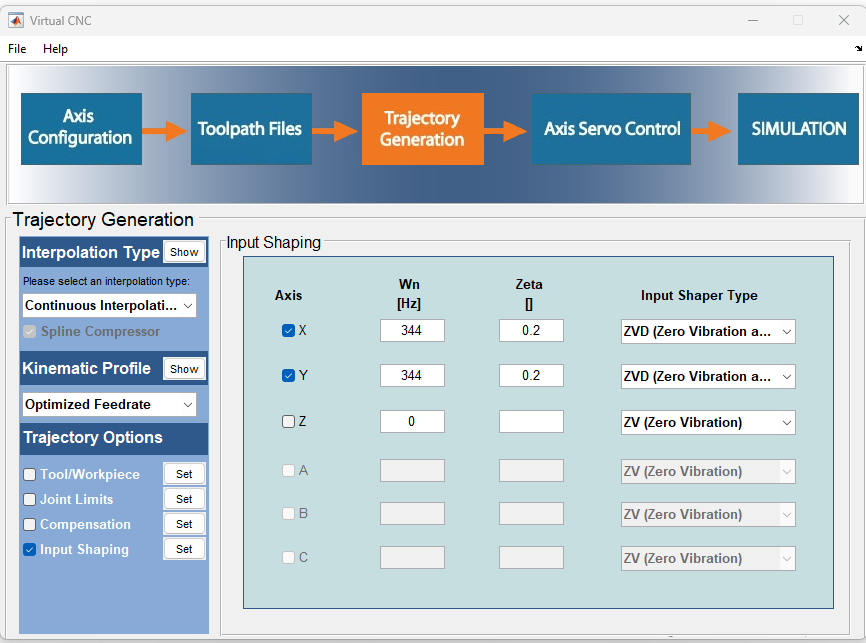 Virtual CNC
File Help
Axis
Configuration
Toolpath Files
Trajectory
Generation
Axis Servo Control
SIMULATION
Trajectory Generation
Interpolation Type Show
Please select an interpolation type:
Continuous Interpolati...
Spline Compressor
Kinematic Profile Show
Optimized Feedrate
Trajectory Options
Tool/Workpiece Set
Joint Limits Set
Compensation Set
Input Shaping Set
Input Shaping
Axis Wn [Hz] Zeta [] Input Shaper Type
X 344 0.2 ZVD (Zero Vibration a...
Y 344 0.2 ZVD (Zero Vibration a...
Z 0 ZV (Zero Vibration)
A ZV (Zero Vibration)
B ZV (Zero Vibration)
C ZV (Zero Vibration)